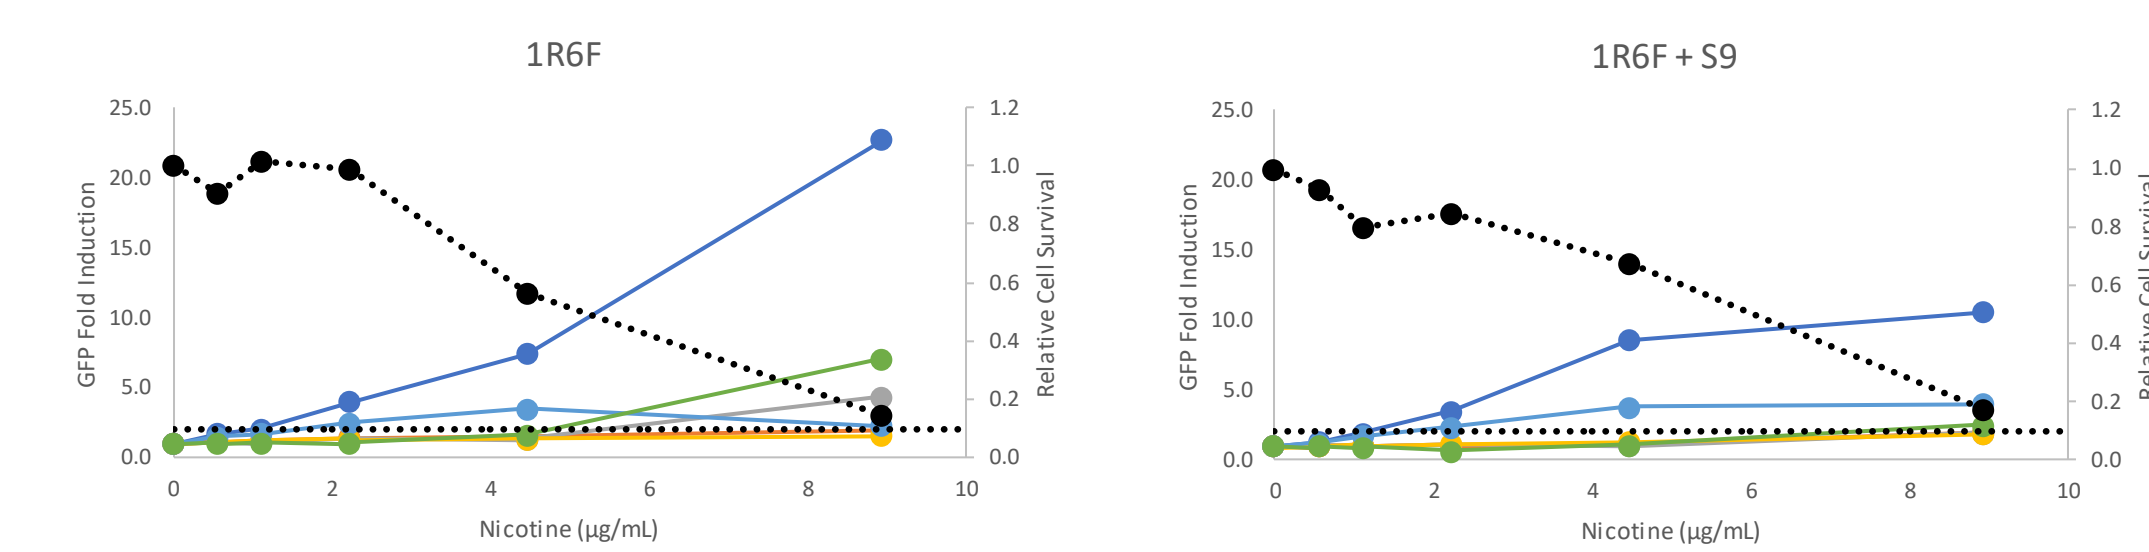 1R6F
25.0
20.0
15.0
10.0
5.0
0.0
GFP Fold Induction
1.2
1.0
0.8
0.6
0.4
0.2
0.0
Relative Cell Survival
0 2 4 6 8 10
Nicotine (µg/mL)
1R6F + S9
25.0
20.0
15.0
10.0
5.0
0.0
GFP Fold Induction
1.2
1.0
0.8
0.6
0.4
0.2
0.0
Relative Cell Survival
0 2 4 6 8 10
Nicotine (µg/mL)